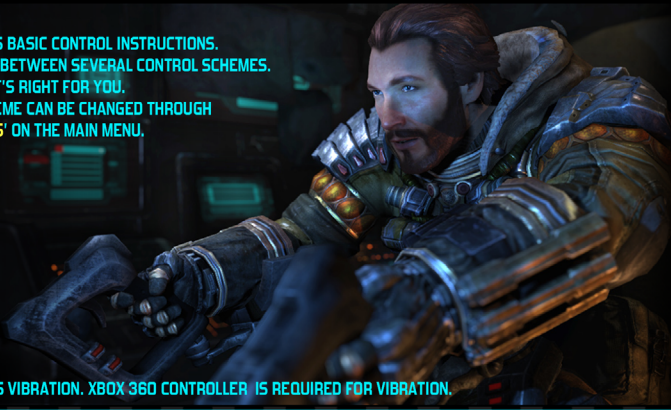 BASIC CONTROL INSTRUCTIONS.
BETWEEN SEVERAL CONTROL SCHEMES.
RIGHT FOR YOU.
CAN BE CHANGED THROUGH
ON THE MAIN MENU.
VIBRATION. XBOX 360 CONTROLLER IS REQUIRED FOR VIBRATION.